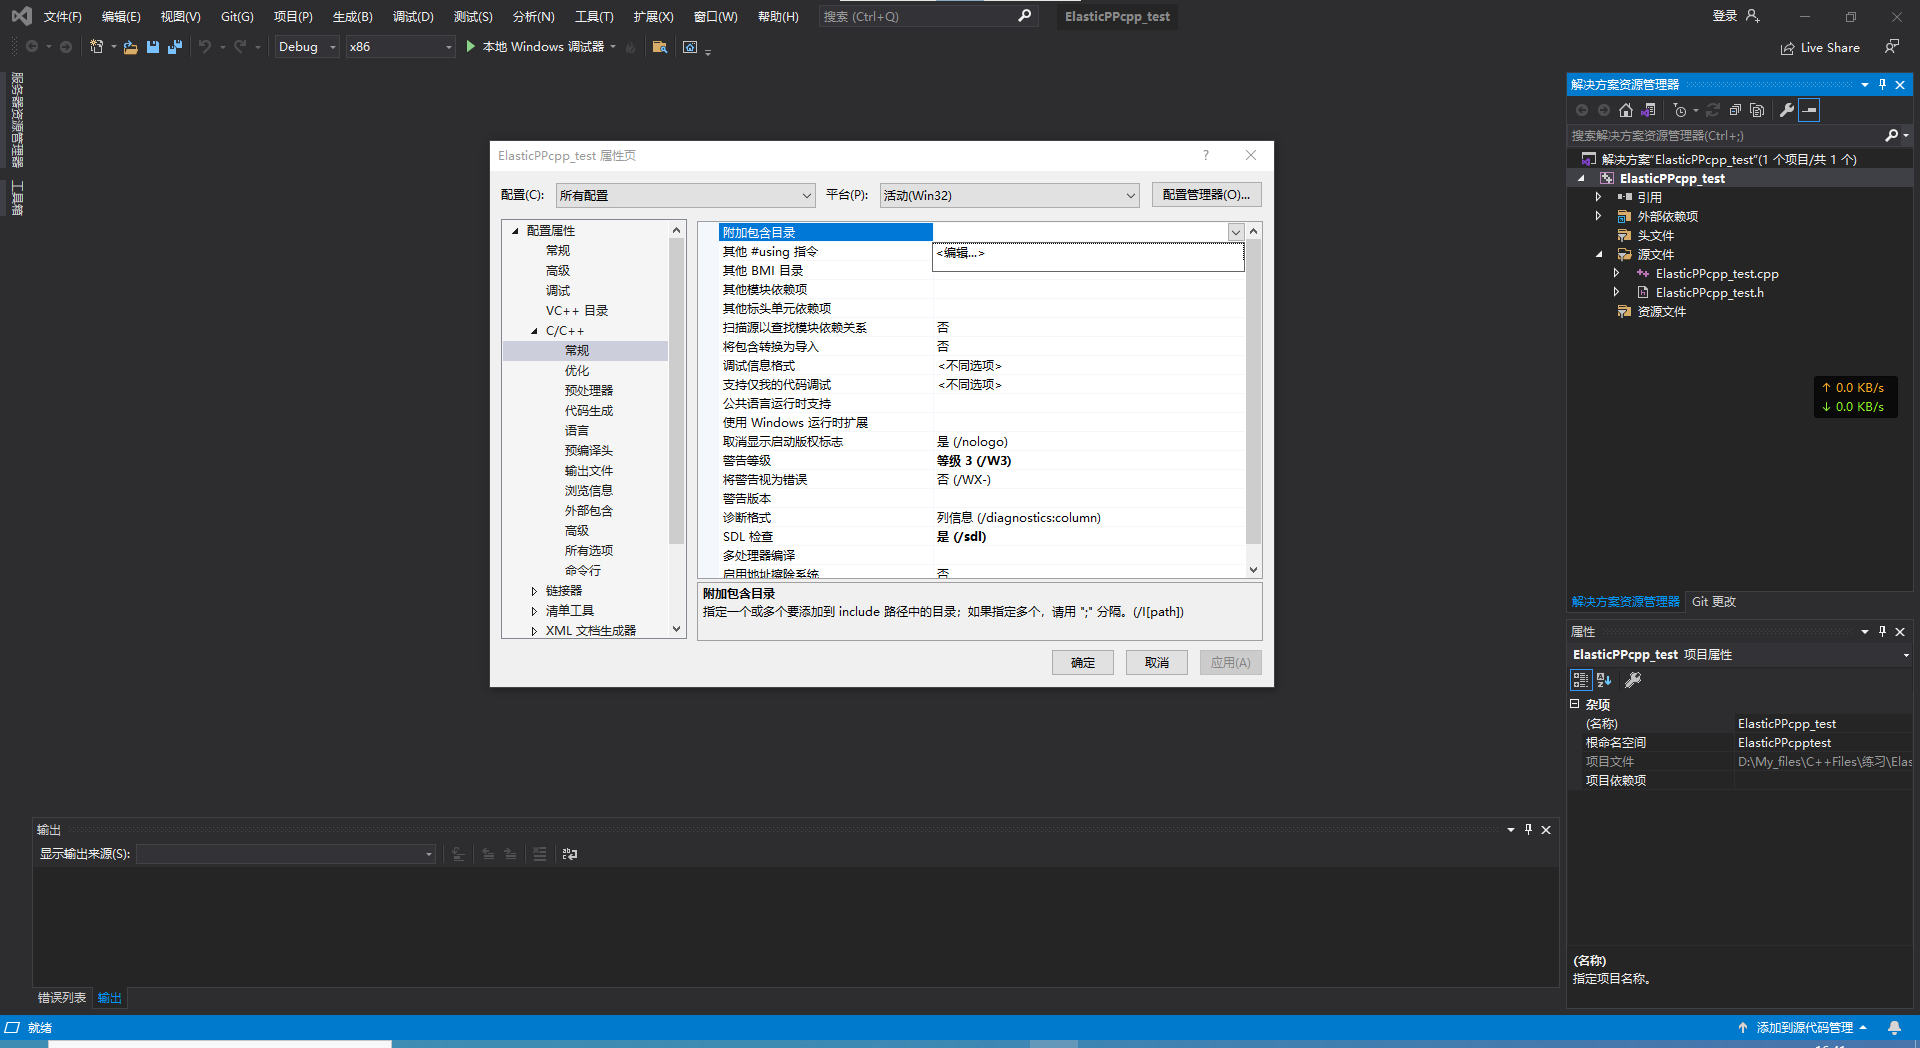 文件(F) 编辑(E) 视图(V) Git(G) 项目(P) 生成(B) 调试(D) 测试(S) 分析(N) 工具(T) 扩展(X) 窗口(W) 帮助(H) 搜索 (Ctrl+Q) ElasticPPcpp_test 登录
Debug x86 本地 Windows 调试器 Live Share
服务器资源管理器
工具箱
ElasticPPcpp_test 属性页
配置(C): 所有配置 平台(P): 活动(Win32) 配置管理器(O)...
配置属性
常规
高级
调试
VC++ 目录
C/C++
常规
优化
预处理器
代码生成
语言
预编译头
输出文件
浏览信息
外部包含
高级
所有选项
命令行
链接器
清单工具
XML 文档生成器
附加包含目录
其他 #using 指令 <编辑...>
其他 BMI 目录
其他模块依赖项
其他标头单元依赖项
扫描源以查找模块依赖关系 否
将包含转换为导入 否
调试信息格式 <不同选项>
支持仅我的代码调试 <不同选项>
公共语言运行时支持
使用 Windows 运行时扩展
取消显示启动版权标志 是 (/nologo)
警告等级 等级 3 (/W3)
将警告视为错误 否 (/WX-)
警告版本
诊断格式 列信息 (/diagnostics:column)
SDL 检查 是 (/sdl)
多处理器编译
启用地址擦除系统 否
附加包含目录
指定一个或多个要添加到 include 路径中的目录；如果指定多个，请用 ";" 分隔。(/I[path])
确定 取消 应用(A)
解决方案资源管理器
搜索解决方案资源管理器(Ctrl+;)
解决方案"ElasticPPcpp_test"(1 个项目/共 1 个)
ElasticPPcpp_test
引用
外部依赖项
头文件
源文件
ElasticPPcpp_test.cpp
ElasticPPcpp_test.h
资源文件
↑ 0.0 KB/s
↓ 0.0 KB/s
解决方案资源管理器 Git 更改
属性
ElasticPPcpp_test 项目属性
杂项
(名称) ElasticPPcpp_test
根命名空间 ElasticPPcpptest
项目文件 D:\My_files\C++Files\练习\Elas
项目依赖项
(名称)
指定项目名称。
输出
显示输出来源(S):
错误列表 输出
就绪 添加到源代码管理